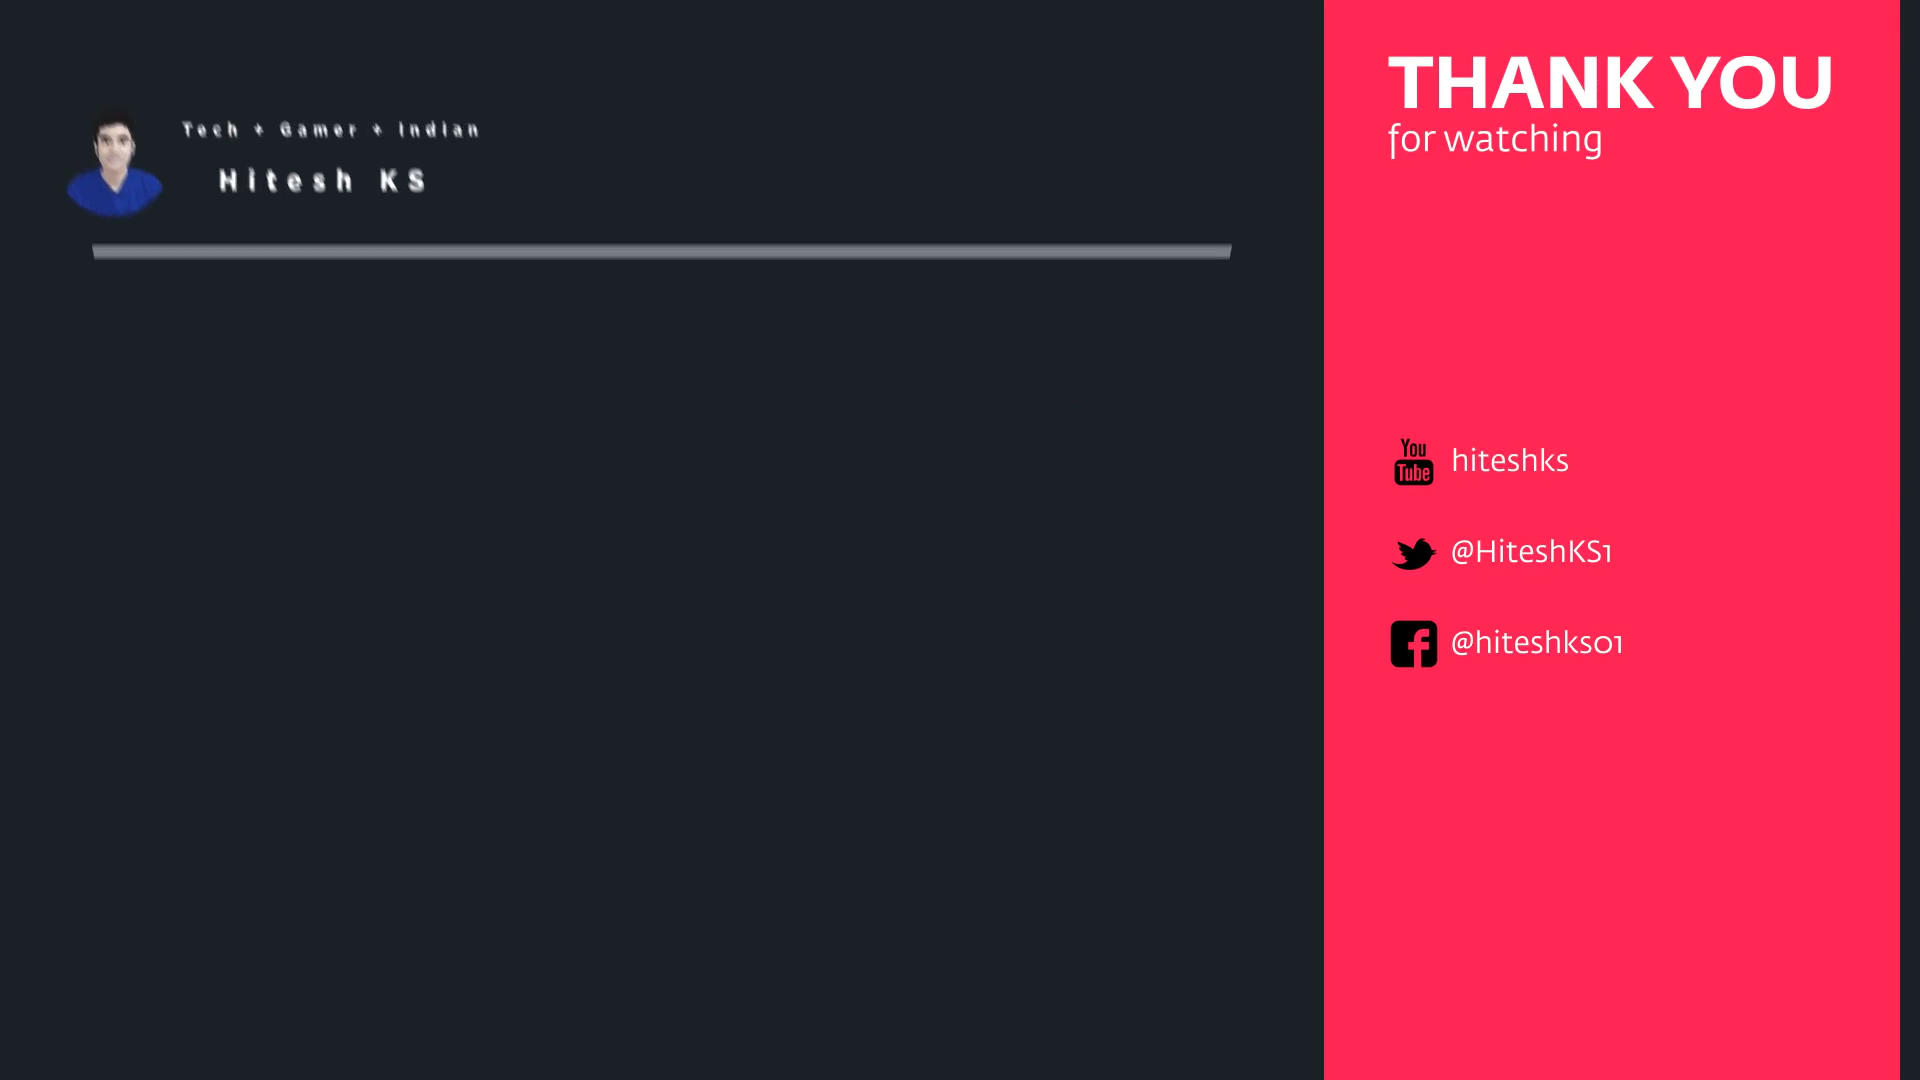 Tech + Gamer + Indian
Hitesh KS
THANK YOU
for watching
You
Tube
hiteshks
@HiteshKS1
@hiteshks01